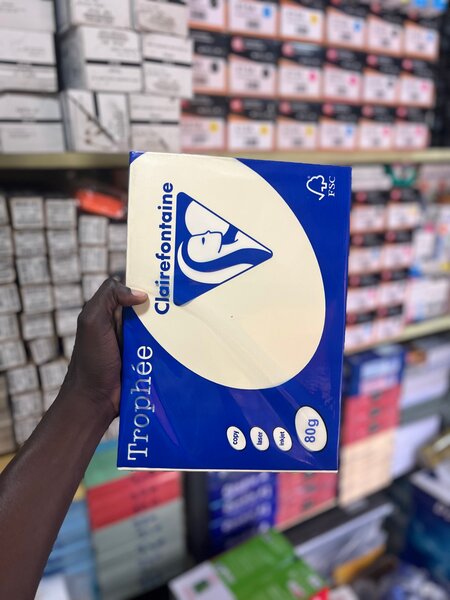 Clairefontaine
FSC
Trophée
copy
laser
inkjet
80g